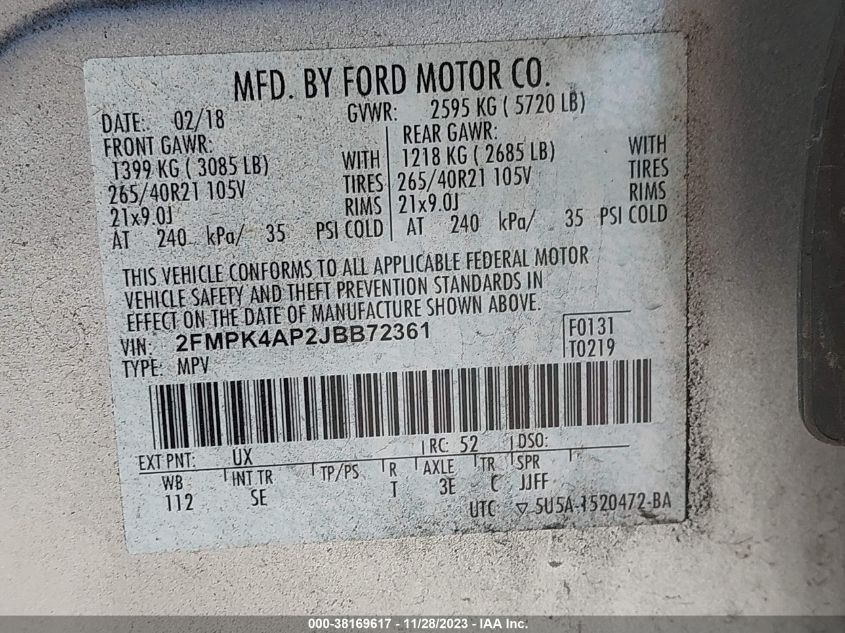 MFD. BY FORD MOTOR CO.
DATE: 02/18 GVWR: 2595 KG ( 5720 LB)
FRONT GAWR: REAR GAWR:
1399 KG ( 3085 LB) WITH 1218 KG ( 2685 LB) WITH
265/40R21 105V TIRES 265/40R21 105V TIRES
21x9.0J RIMS 21x9.0J RIMS
AT 240 kPa/ 35 PSI COLD AT 240 kPa/ 35 PSI COLD
THIS VEHICLE CONFORMS TO ALL APPLICABLE FEDERAL MOTOR
VEHICLE SAFETY AND THEFT PREVENTION STANDARDS IN
EFFECT ON THE DATE OF MANUFACTURE SHOWN ABOVE.
VIN: 2FMPK4AP2JBB72361 F0131
TYPE: MPV T0219
EXT PNT: UX RC: 52 DSO:
WB INT TR TP/PS R AXLE TR SPR
112 SE T 3E C JJFF
UTC ▽ 5U5A-1520472-BA
000-38169617 - 11/28/2023 - IAA Inc.